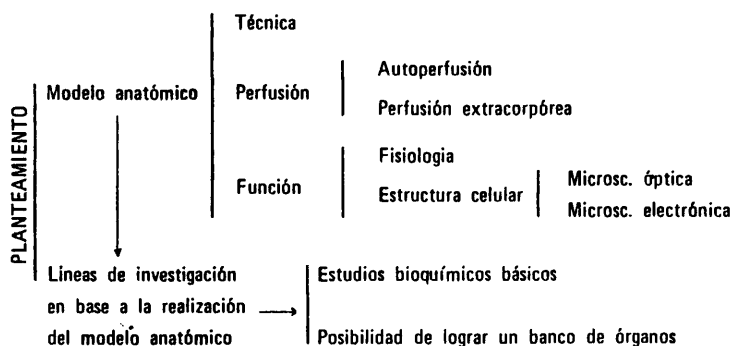 PLANTEAMIENTO
Modelo anatómico
Técnica
Perfusión
Autoperfusión
Perfusión extracorpórea
Función
Fisiologia
Estructura celular
Microsc. óptica
Microsc. electrónica
Líneas de investigación
en base a la realización
del modelo anatómico
Estudios bioquímicos básicos
Posibilidad de lograr un banco de órganos